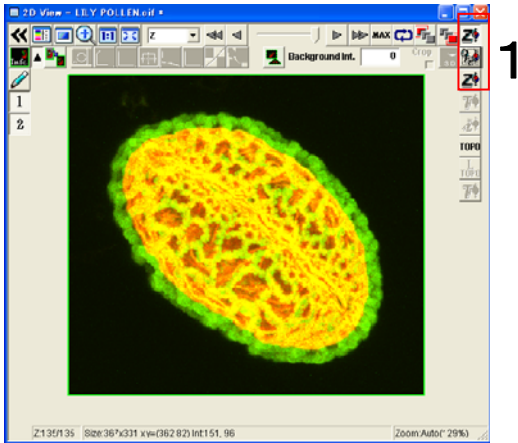 2D View - LILY POLLEN.oif *
Z MAX Z
Background Int. 0 Crop
Z
1
1
2
TOPO
L
TOPO
Z:135/135 Size:367x331 x,y=(362 82) Int:151, 96 Zoom:Auto(* 29%)